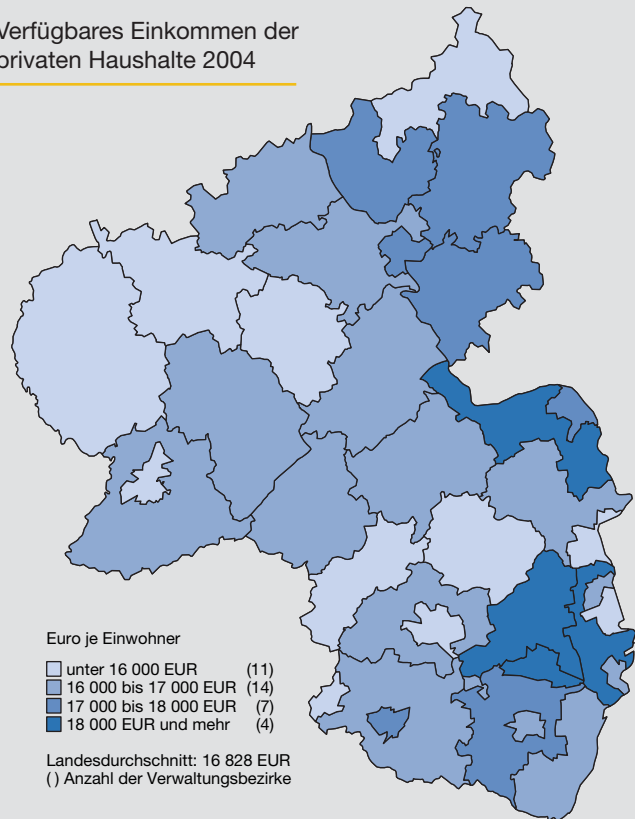 Verfügbares Einkommen der
privaten Haushalte 2004
Euro je Einwohner
unter 16 000 EUR (11)
16 000 bis 17 000 EUR (14)
17 000 bis 18 000 EUR (7)
18 000 EUR und mehr (4)
Landesdurchschnitt: 16 828 EUR
( ) Anzahl der Verwaltungsbezirke